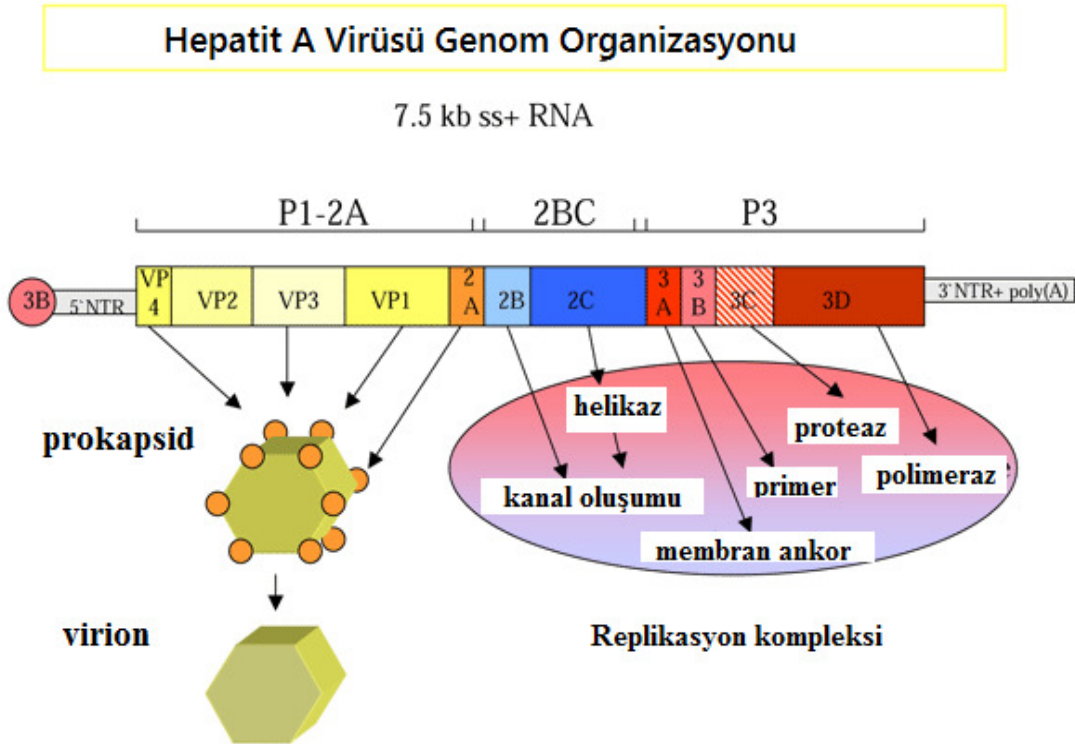 Hepatit A Virüsü Genom Organizasyonu
7.5 kb ss+ RNA
P1-2A
2BC
P3
3B
5`NTR
VP
4
VP2
VP3
VP1
2
A
2B
2C
3
A
3
B
3C
3D
3`NTR+ poly(A)
prokapsid
helikaz
proteaz
kanal oluşumu
primer
polimeraz
membran ankor
virion
Replikasyon kompleksi